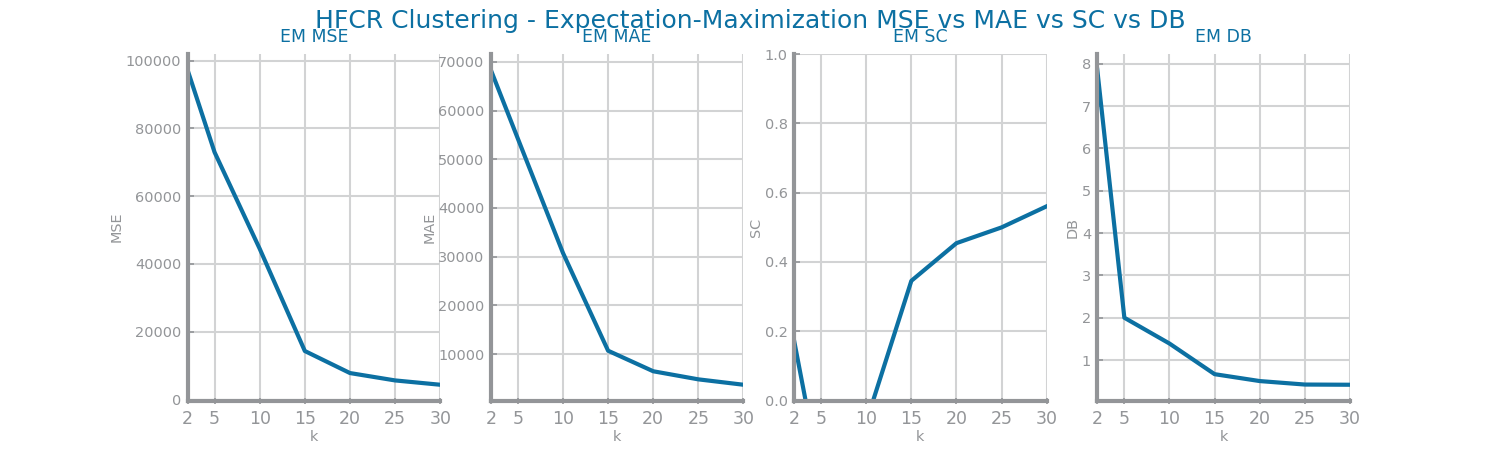 HFCR Clustering - Expectation-Maximization MSE vs MAE vs SC vs DB
EM MSE
100000
80000
60000
40000
20000
0
MSE
2 5 10 15 20 25 30
k
EM MAE
70000
60000
50000
40000
30000
20000
10000
MAE
2 5 10 15 20 25 30
k
EM SC
1.0
0.8
0.6
0.4
0.2
0.0
SC
2 5 10 15 20 25 30
k
EM DB
8
7
6
5
4
3
2
1
DB
2 5 10 15 20 25 30
k